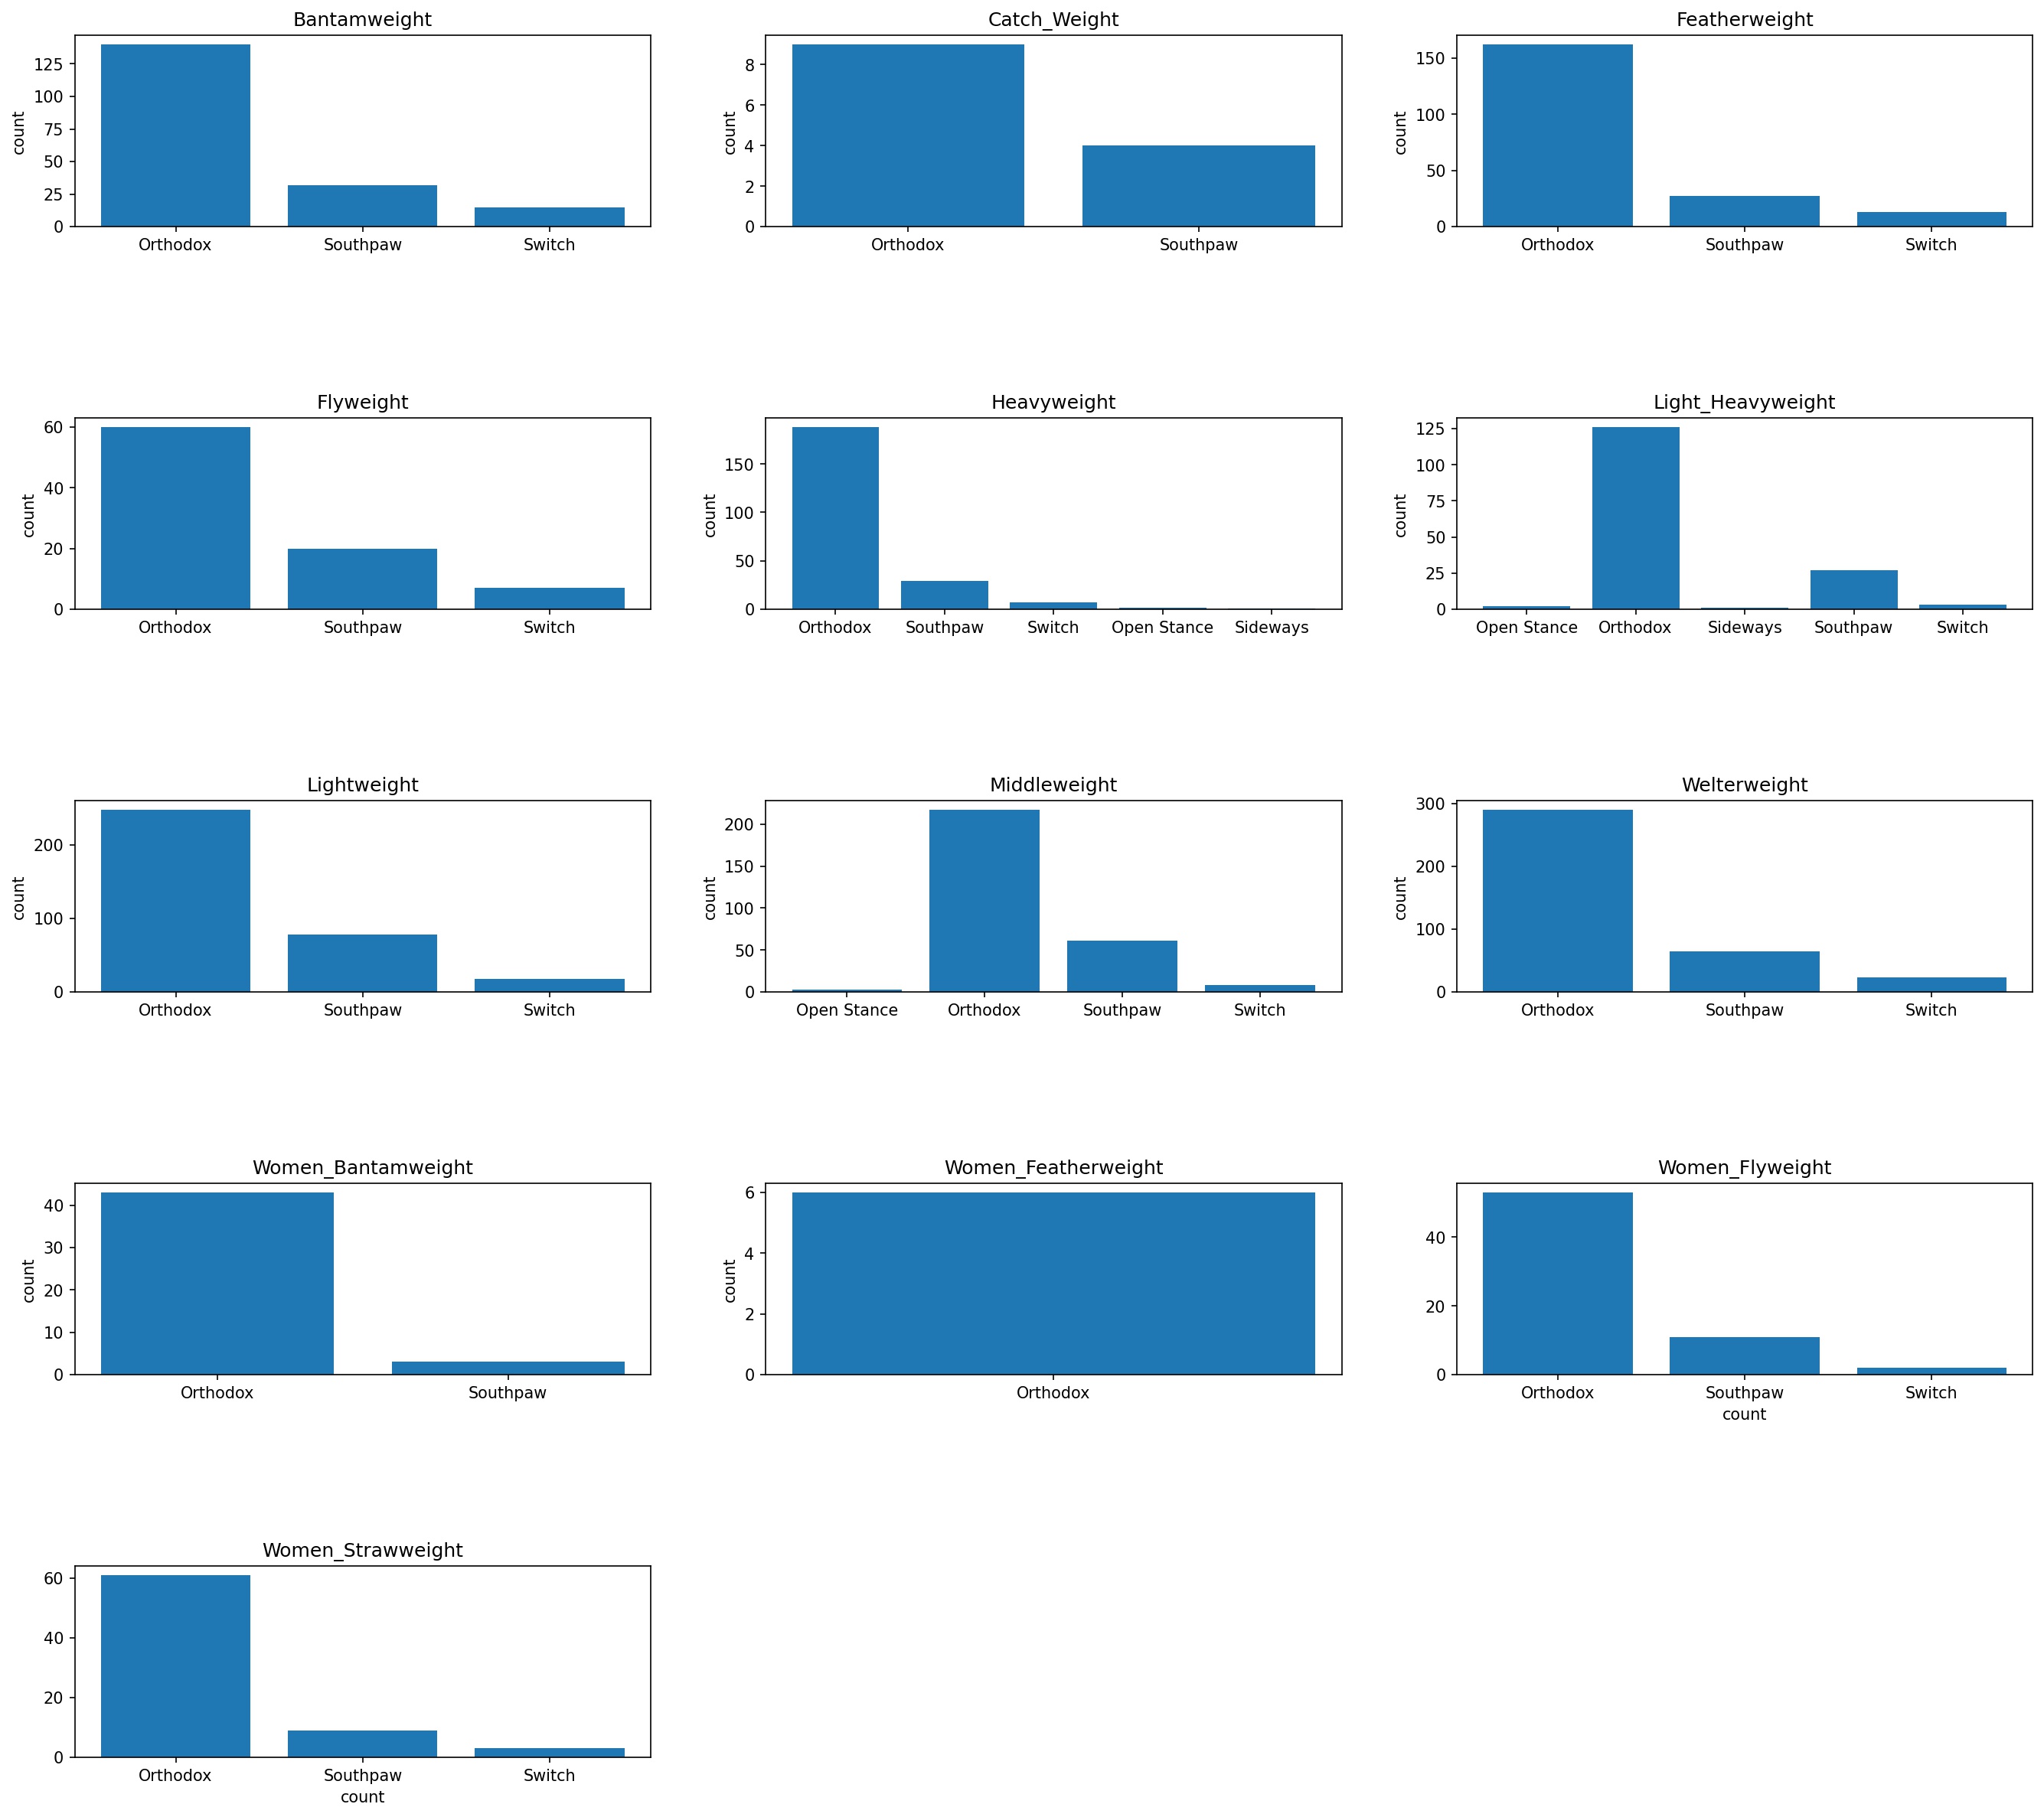 Bantamweight
count
125
100
75
50
25
0
Orthodox Southpaw Switch
Catch_Weight
count
8
6
4
2
0
Orthodox Southpaw
Featherweight
count
150
100
50
0
Orthodox Southpaw Switch
Flyweight
count
60
40
20
0
Orthodox Southpaw Switch
Heavyweight
count
150
100
50
0
Orthodox Southpaw Switch Open Stance Sideways
Light_Heavyweight
count
125
100
75
50
25
0
Open Stance Orthodox Sideways Southpaw Switch
Lightweight
count
200
100
0
Orthodox Southpaw Switch
Middleweight
count
200
150
100
50
0
Open Stance Orthodox Southpaw Switch
Welterweight
count
300
200
100
0
Orthodox Southpaw Switch
Women_Bantamweight
count
40
30
20
10
0
Orthodox Southpaw
Women_Featherweight
count
6
4
2
0
Orthodox
Women_Flyweight
40
20
0
Orthodox Southpaw Switch
count
Women_Strawweight
60
40
20
0
Orthodox Southpaw Switch
count